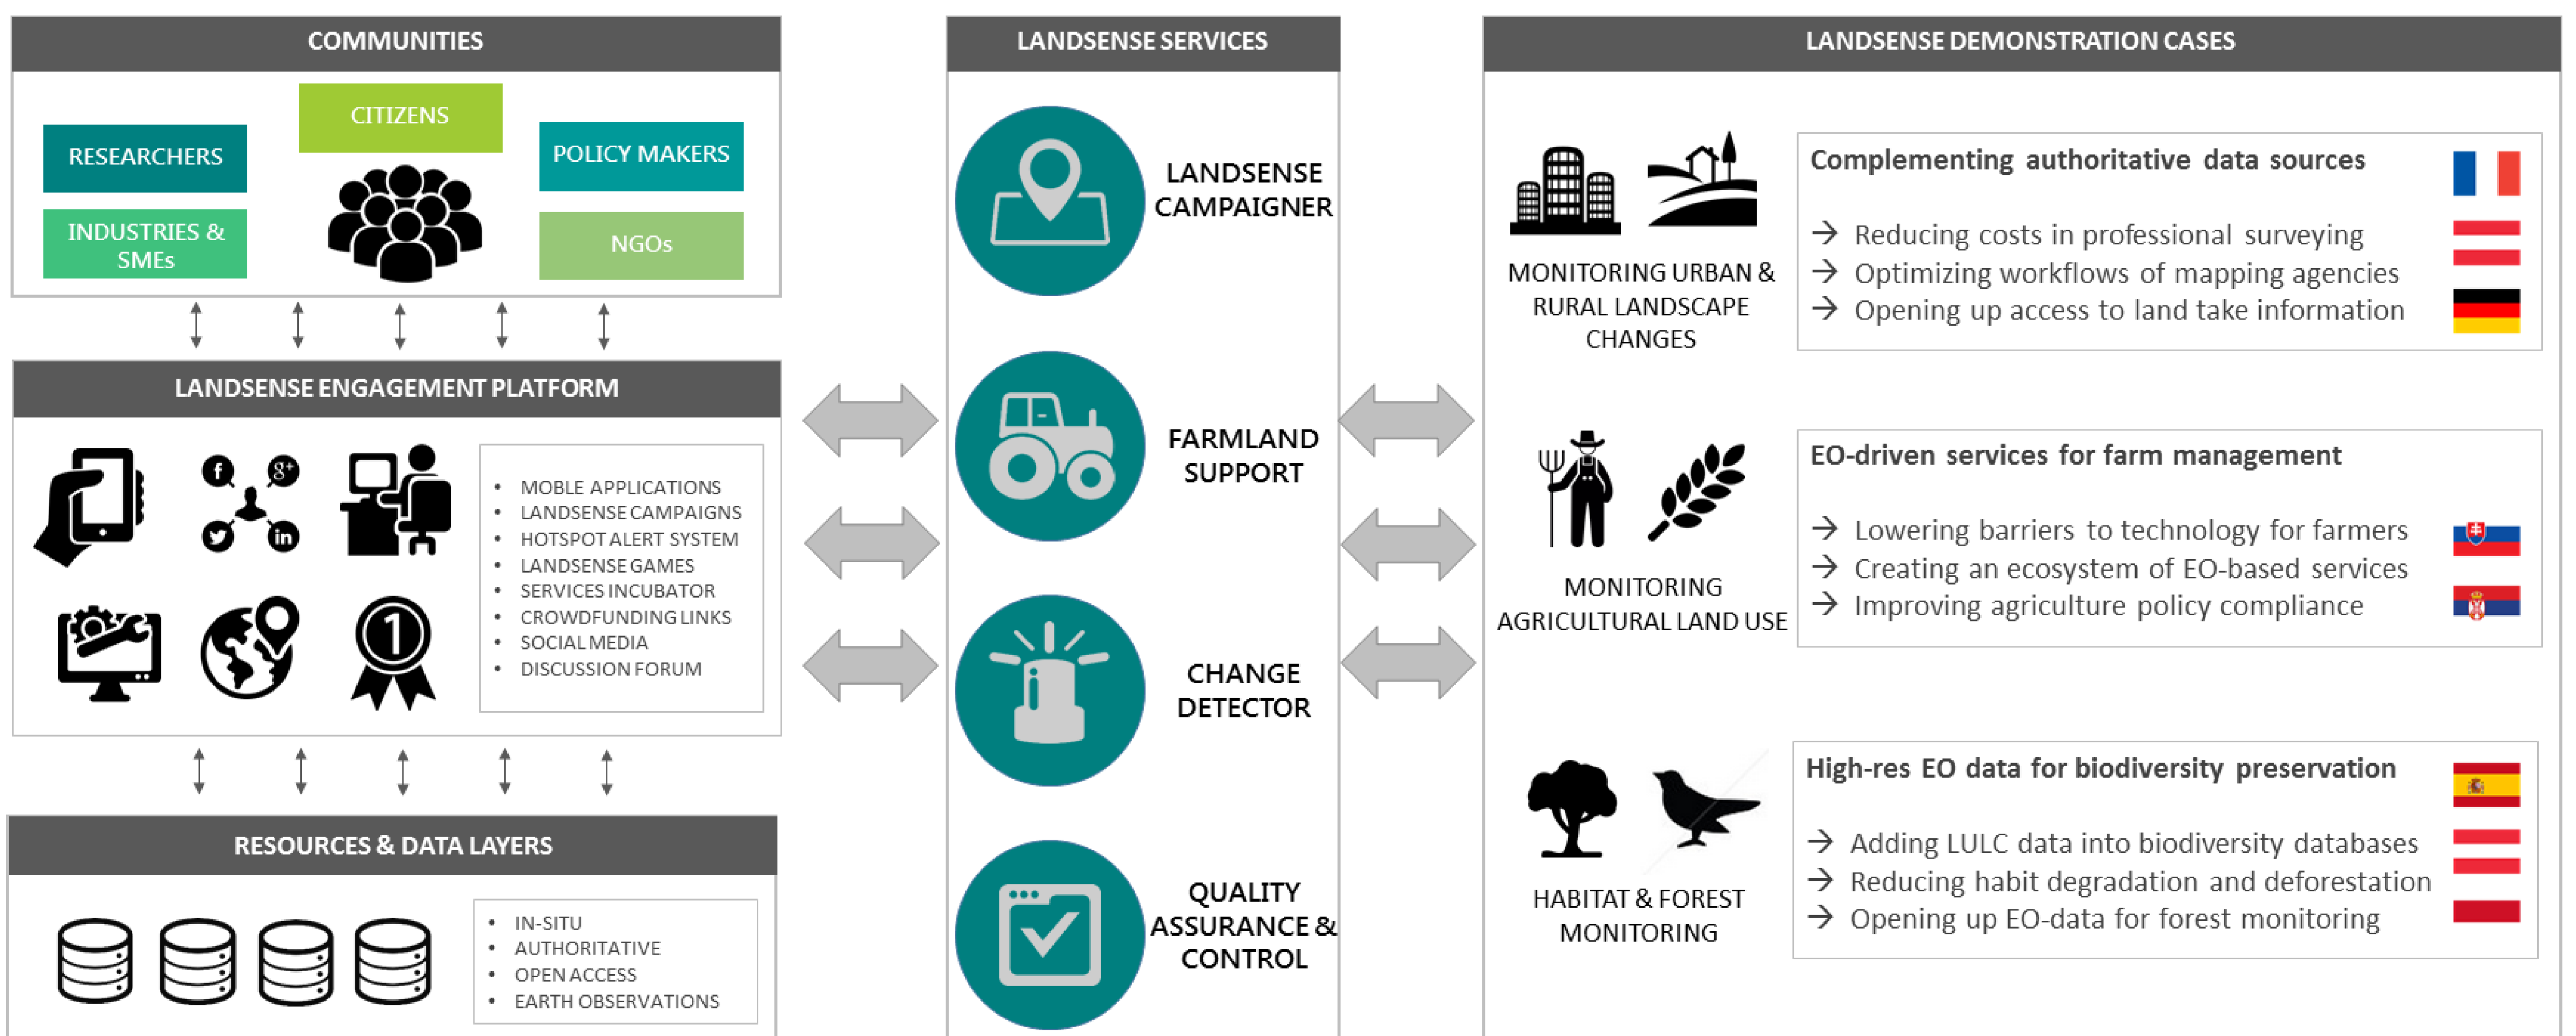 COMMUNITIES
CITIZENS
RESEARCHERS
POLICY MAKERS
INDUSTRIES &
SMEs
NGOs
LANDSENSE ENGAGEMENT PLATFORM
f
g+
in
1
• MOBLE APPLICATIONS
• LANDSENSE CAMPAIGNS
• HOTSPOT ALERT SYSTEM
• LANDSENSE GAMES
• SERVICES INCUBATOR
• CROWDFUNDING LINKS
• SOCIAL MEDIA
• DISCUSSION FORUM
RESOURCES & DATA LAYERS
• IN-SITU
• AUTHORITATIVE
• OPEN ACCESS
• EARTH OBSERVATIONS
LANDSENSE SERVICES
LANDSENSE
CAMPAIGNER
FARMLAND
SUPPORT
CHANGE
DETECTOR
QUALITY
ASSURANCE &
CONTROL
LANDSENSE DEMONSTRATION CASES
MONITORING URBAN &
RURAL LANDSCAPE
CHANGES
Complementing authoritative data sources
→ Reducing costs in professional surveying
→ Optimizing workflows of mapping agencies
→ Opening up access to land take information
MONITORING
AGRICULTURAL LAND USE
EO-driven services for farm management
→ Lowering barriers to technology for farmers
→ Creating an ecosystem of EO-based services
→ Improving agriculture policy compliance
HABITAT & FOREST
MONITORING
High-res EO data for biodiversity preservation
→ Adding LULC data into biodiversity databases
→ Reducing habit degradation and deforestation
→ Opening up EO-data for forest monitoring